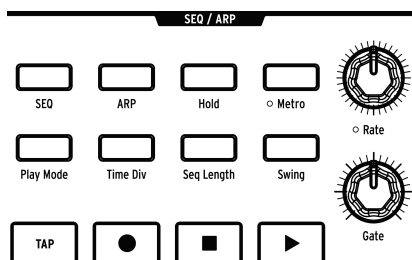 SEQ / ARP
SEQ
ARP
Hold
Metro
Rate
Play Mode
Time Div
Seq Length
Swing
Gate
TAP